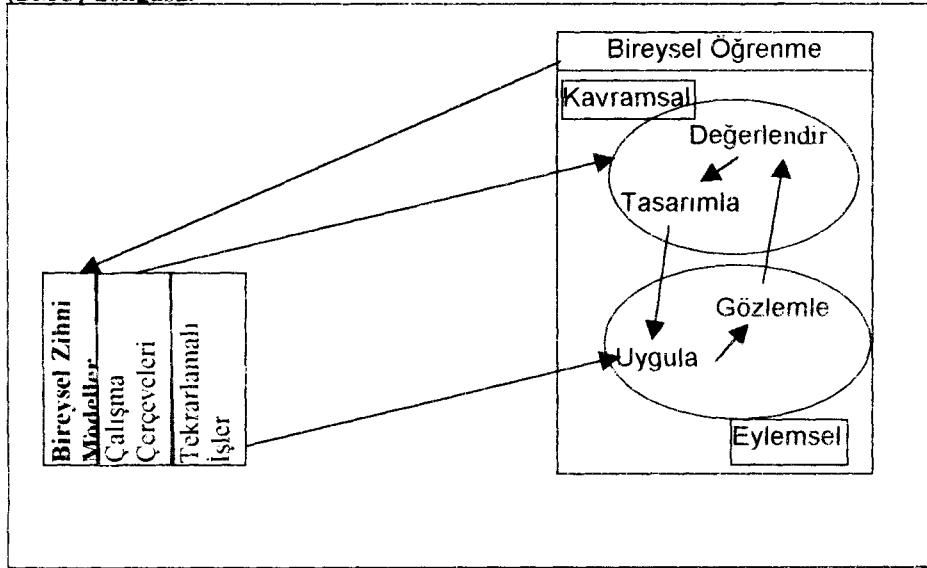 Bireysel Öğrenme
Kavramsal
Değerlendir
Tasarımla
Gözlemle
Uygula
Eylemsel
Bireysel Zihni
Modeller
Çalışma
Çerçeveleri
Tekrarlamalı
İşler